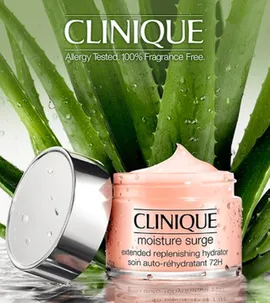 CLINIQUE
Allergy Tested. 100% Fragrance Free.
CLINIQUE
moisture surge
extended replenishing hydrator
soin auto-réhydratant 72H